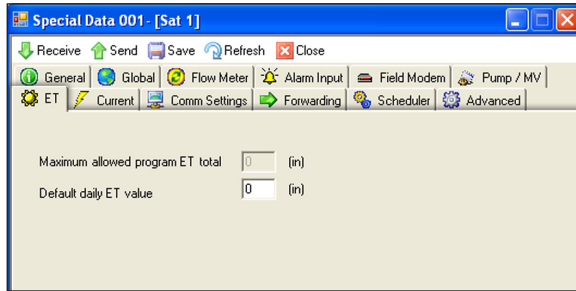 Special Data 001- [Sat 1]
Receive Send Save Refresh Close
General Global Flow Meter Alarm Input Field Modem Pump / MV
ET Current Comm Settings Forwarding Scheduler Advanced
Maximum allowed program ET total 0 (in)
Default daily ET value 0 (in)